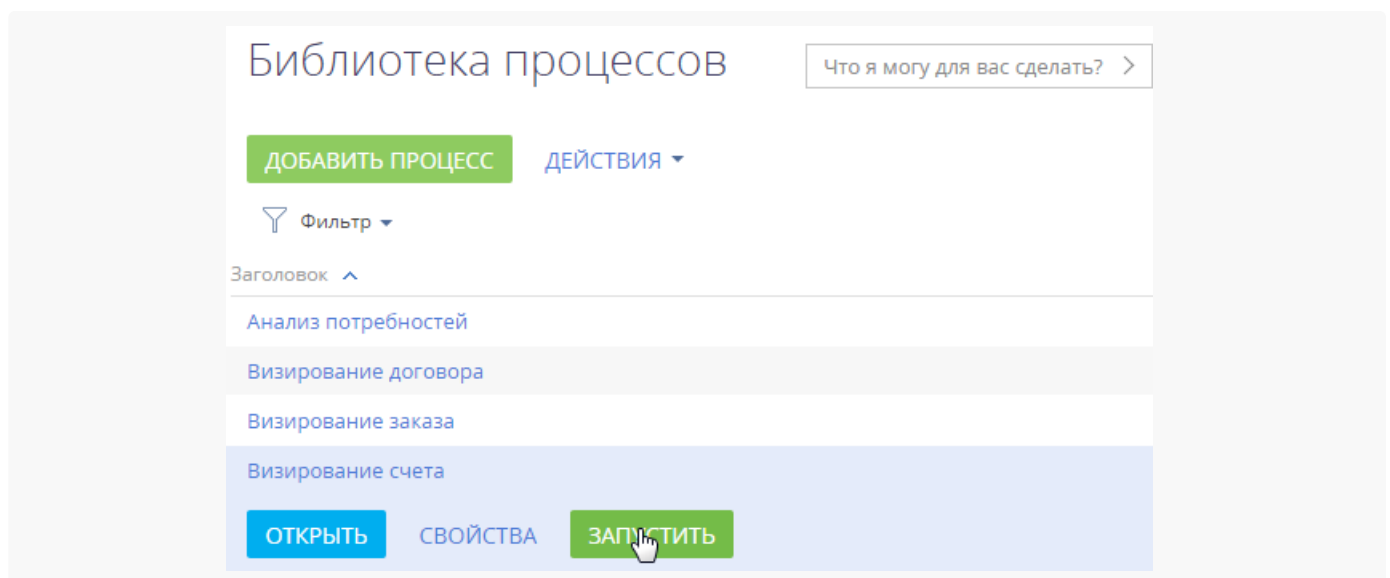 Библиотека процессов
Что я могу для вас сделать?
ДОБАВИТЬ ПРОЦЕСС ДЕЙСТВИЯ
Фильтр
Заголовок
Анализ потребностей
Визирование договора
Визирование заказа
Визирование счета
ОТКРЫТЬ СВОЙСТВА ЗАПУСТИТЬ